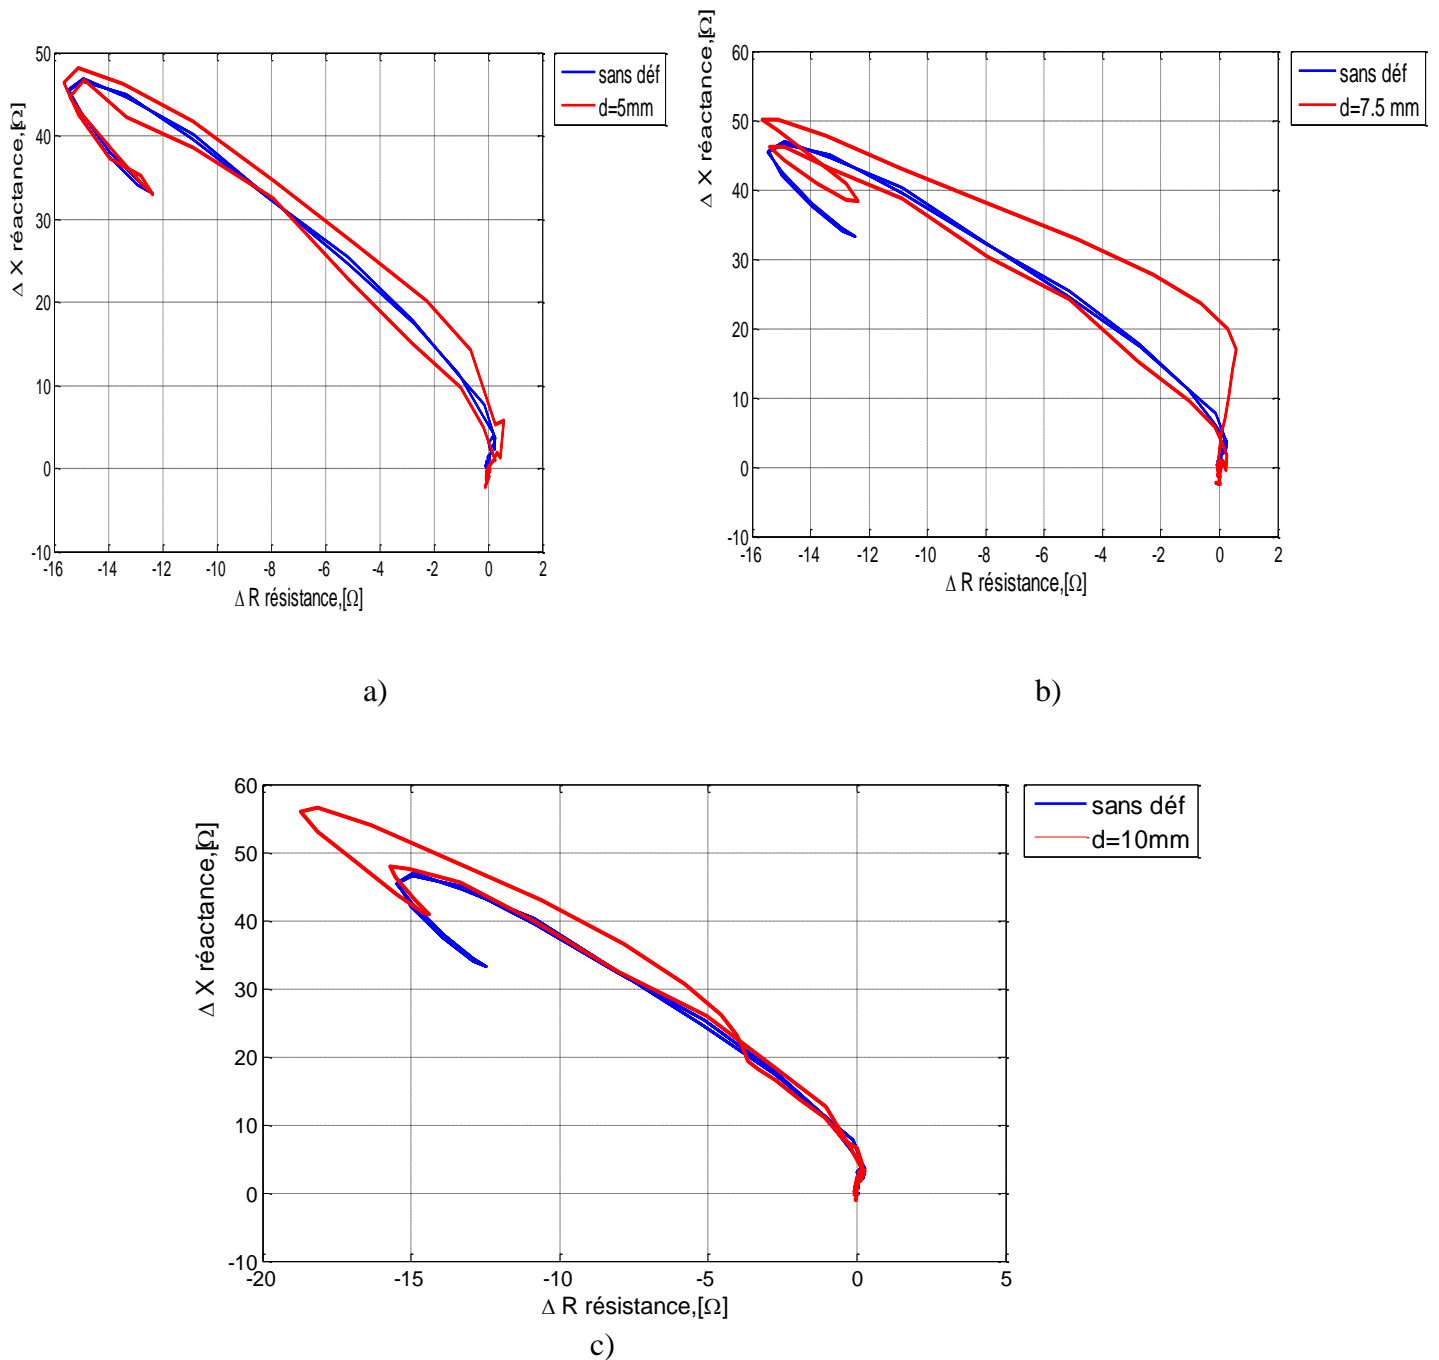 Δ X réactance,[Ω]
50
40
30
20
10
0
-10
-16 -14 -12 -10 -8 -6 -4 -2 0 2
Δ R résistance,[Ω]
sans déf
d=5mm
a)
Δ X réactance,[Ω]
60
50
40
30
20
10
0
-10
-16 -14 -12 -10 -8 -6 -4 -2 0 2
Δ R résistance,[Ω]
sans déf
d=7.5 mm
b)
Δ X réactance,[Ω]
60
50
40
30
20
10
0
-10
-20 -15 -10 -5 0 5
Δ R résistance,[Ω]
sans déf
d=10mm
c)